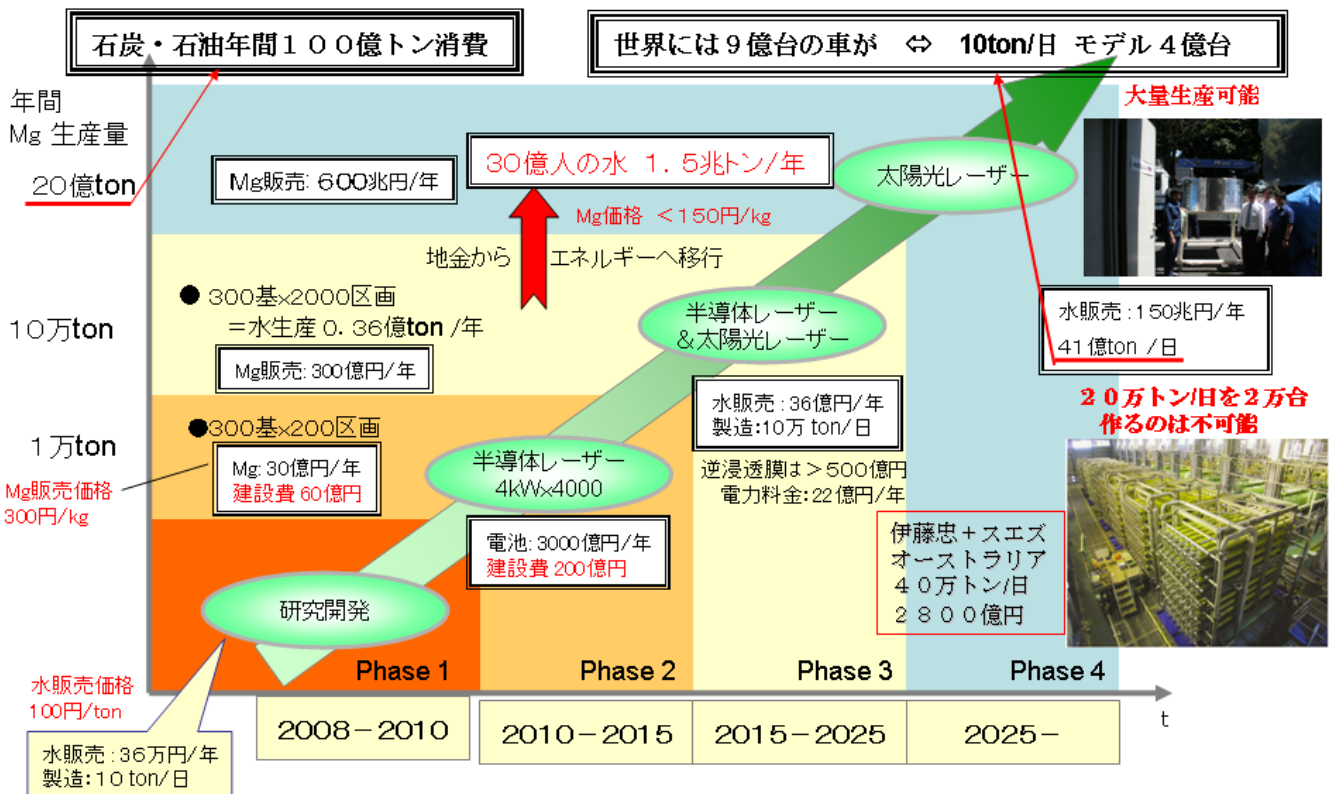 石炭・石油年間１００億トン消費
世界には９億台の車が ⇔ 10ton/日 モデル４億台
年間
Mg 生産量
20億ton
10万ton
1万ton
Mg販売価格
300円/kg
水販売価格
100円/ton
水販売：36万円/年
製造：10 ton/日
Mg販売：600兆円/年
30億人の水 1.5兆トン/年
Mg価格 ＜150円/kg
地金から エネルギーへ移行
太陽光レーザー
大量生産可能
● 300基×2000区画
＝水生産 0.36億ton /年
Mg販売：300億円/年
半導体レーザー
＆太陽光レーザー
水販売：150兆円/年
41億ton /日
●300基×200区画
Mg：30億円/年
建設費 60億円
半導体レーザー
4kW×4000
電池：3000億円/年
建設費 200億円
水販売：36億円/年
製造：10万 ton/日
逆浸透膜は＞500億円
電力料金：22億円/年
２０万トン/日を２万台
作るのは不可能
伊藤忠＋スエズ
オーストラリア
４０万トン/日
２８００億円
研究開発
Phase 1
Phase 2
Phase 3
Phase 4
2008－2010
2010－2015
2015－2025
2025－
t